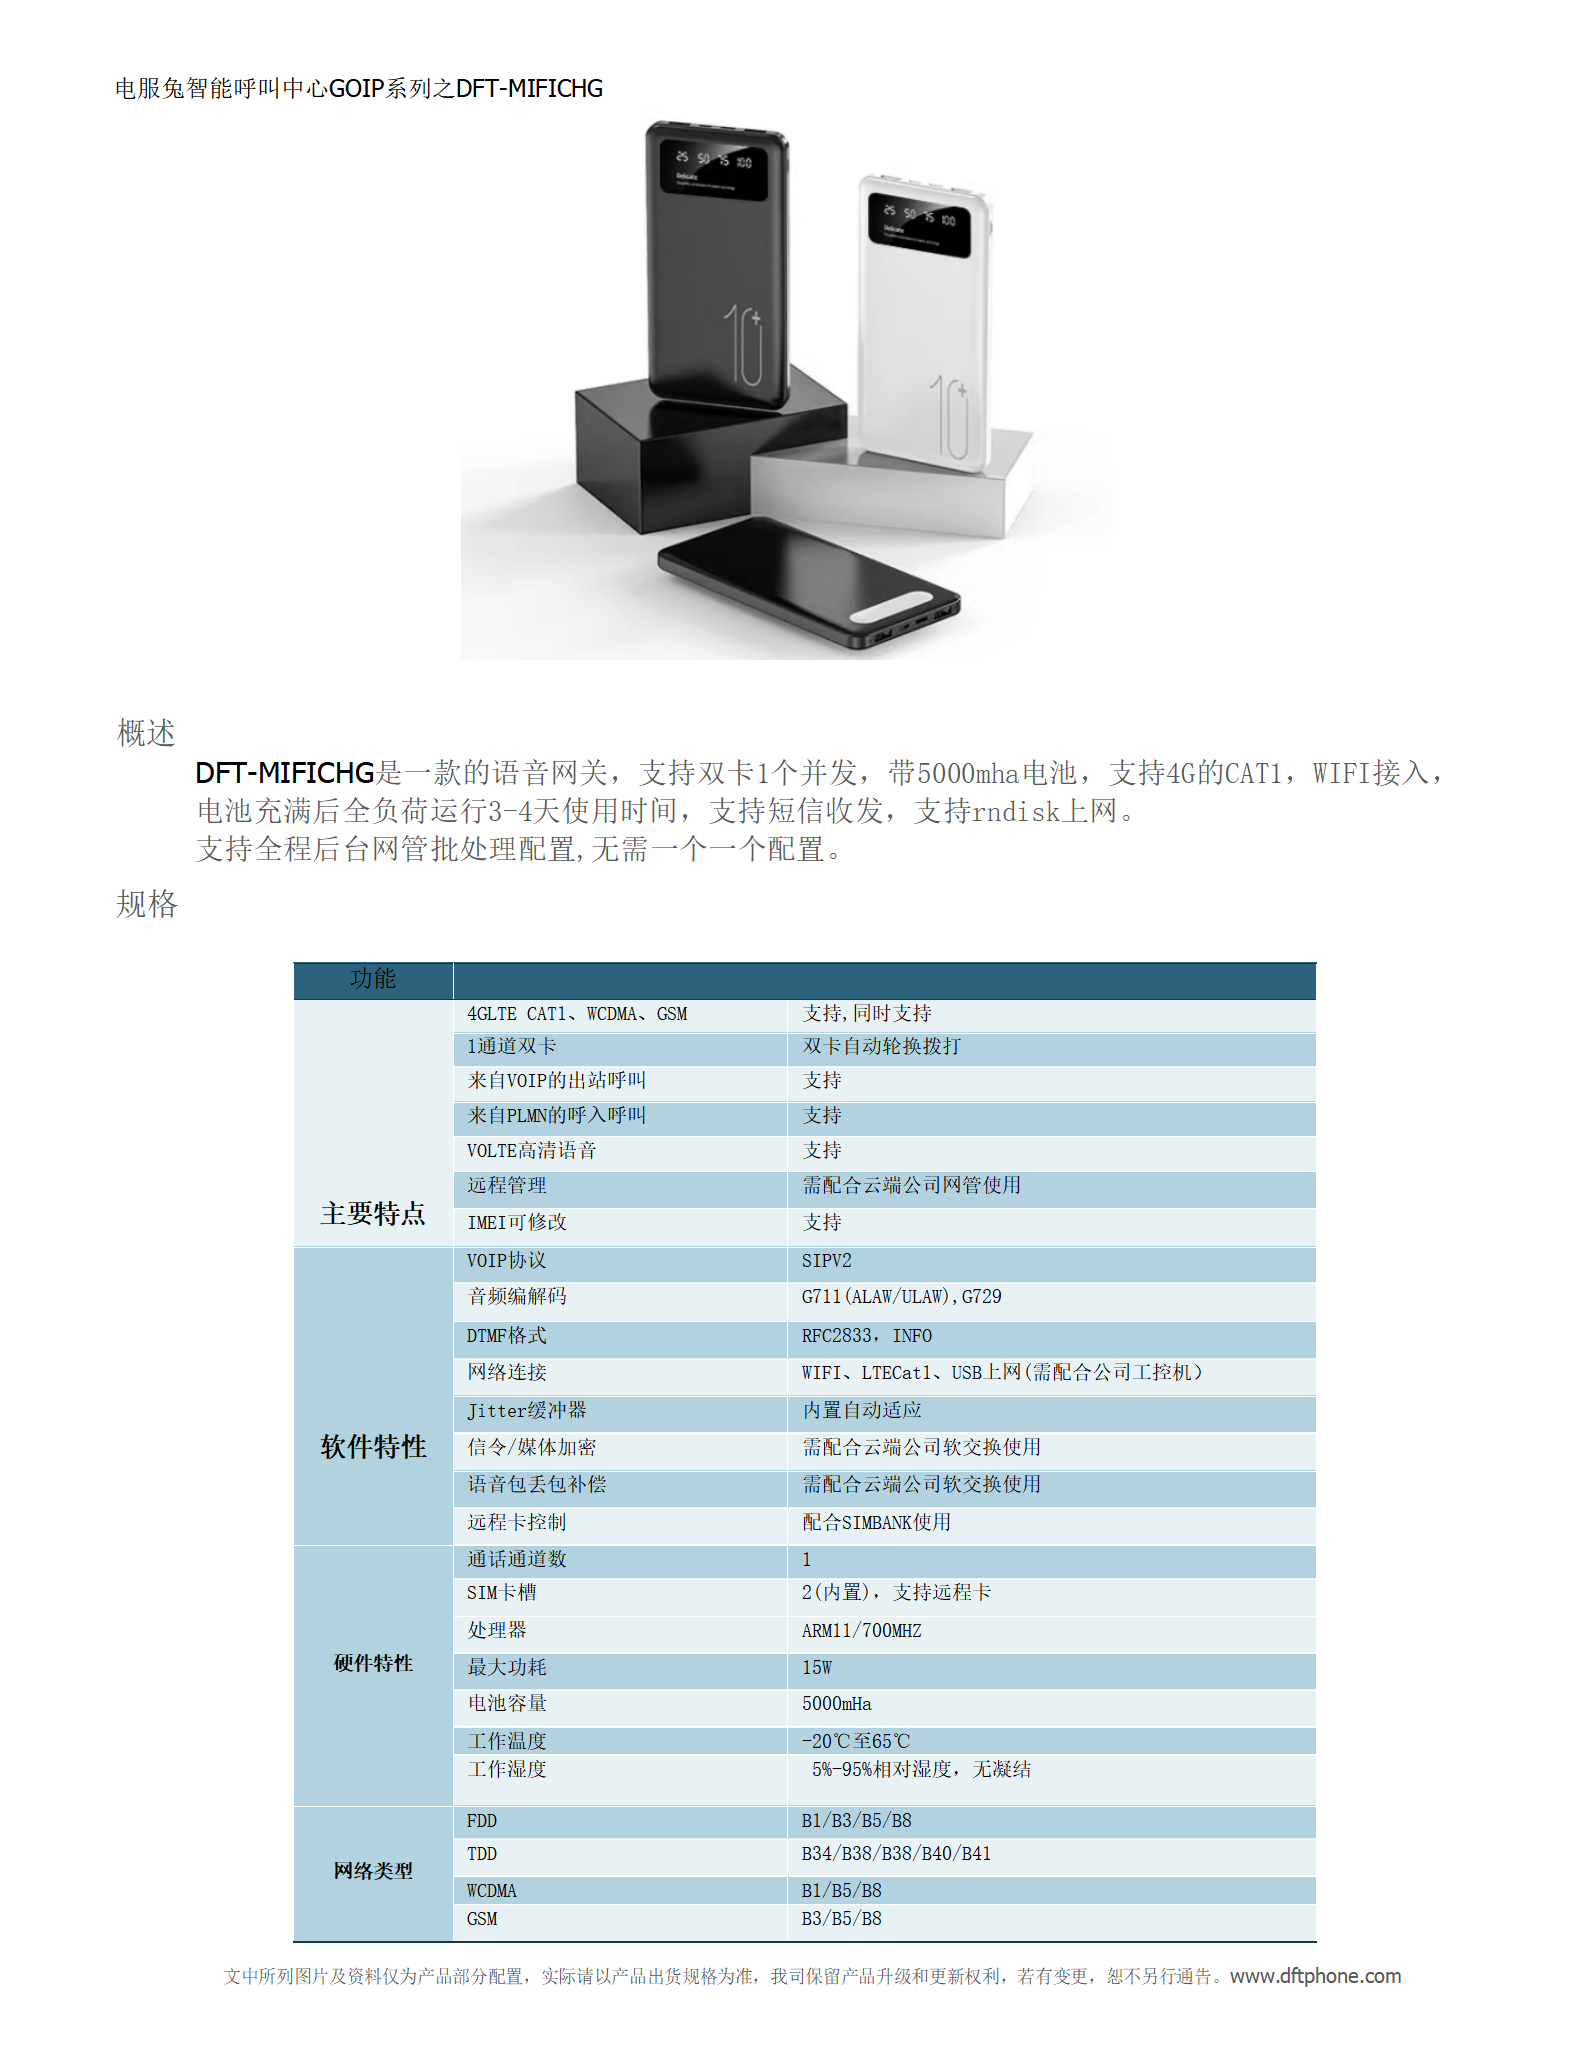 电服兔智能呼叫中心GOIP系列之DFT-MIFICHG
25 50 75 100
Delicate
10+
25 50 75 100
Delicate
10+
概述
DFT-MIFICHG是一款的语音网关，支持双卡1个并发，带5000mha电池，支持4G的CAT1，WIFI接入，
电池充满后全负荷运行3-4天使用时间，支持短信收发，支持rndisk上网。
支持全程后台网管批处理配置,无需一个一个配置。
规格
功能
主要特点
4GLTE CAT1、WCDMA、GSM 支持,同时支持
1通道双卡 双卡自动轮换拨打
来自VOIP的出站呼叫 支持
来自PLMN的呼入呼叫 支持
VOLTE高清语音 支持
远程管理 需配合云端公司网管使用
IMEI可修改 支持
软件特性
VOIP协议 SIPV2
音频编解码 G711(ALAW/ULAW),G729
DTMF格式 RFC2833，INFO
网络连接 WIFI、LTECat1、USB上网(需配合公司工控机）
Jitter缓冲器 内置自动适应
信令/媒体加密 需配合云端公司软交换使用
语音包丢包补偿 需配合云端公司软交换使用
远程卡控制 配合SIMBANK使用
硬件特性
通话通道数 1
SIM卡槽 2(内置)，支持远程卡
处理器 ARM11/700MHZ
最大功耗 15W
电池容量 5000mHa
工作温度 -20℃至65℃
工作湿度 5%-95%相对湿度，无凝结
网络类型
FDD B1/B3/B5/B8
TDD B34/B38/B38/B40/B41
WCDMA B1/B5/B8
GSM B3/B5/B8
文中所列图片及资料仅为产品部分配置，实际请以产品出货规格为准，我司保留产品升级和更新权利，若有变更，恕不另行通告。www.dftphone.com